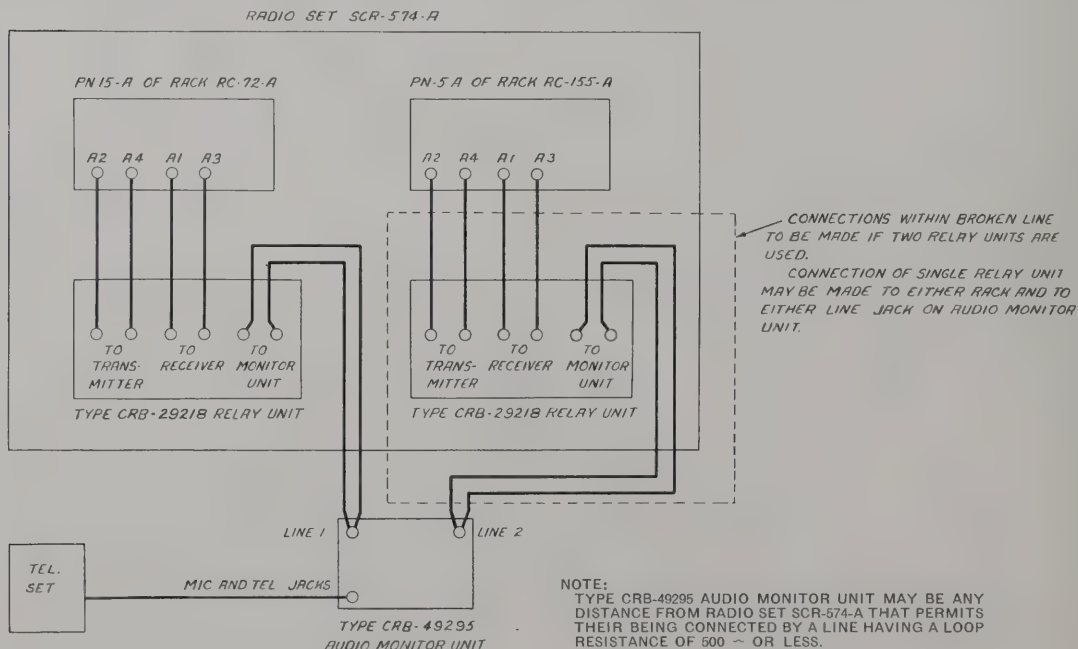 RADIO SET SCR-574-A
PN15-A OF RACK RC-72-A
PN-5A OF RACK RC-155-A
A2 A4 A1 A3
A2 A4 A1 A3
CONNECTIONS WITHIN BROKEN LINE
TO BE MADE IF TWO RELAY UNITS ARE
USED.
CONNECTION OF SINGLE RELAY UNIT
MAY BE MADE TO EITHER RACK AND TO
EITHER LINE JACK ON AUDIO MONITOR
UNIT.
TO TRANS- MITTER
TO RECEIVER
TO MONITOR UNIT
TO TRANS- MITTER
TO RECEIVER
TO MONITOR UNIT
TYPE CRB-29218 RELAY UNIT
TYPE CRB-29218 RELAY UNIT
LINE 1
LINE 2
TEL.
SET
MIC AND TEL JACKS
TYPE CRB-49295
AUDIO MONITOR UNIT
NOTE:
TYPE CRB-49295 AUDIO MONITOR UNIT MAY BE ANY
DISTANCE FROM RADIO SET SCR-574-A THAT PERMITS
THEIR BEING CONNECTED BY A LINE HAVING A LOOP
RESISTANCE OF 500 ~ OR LESS.